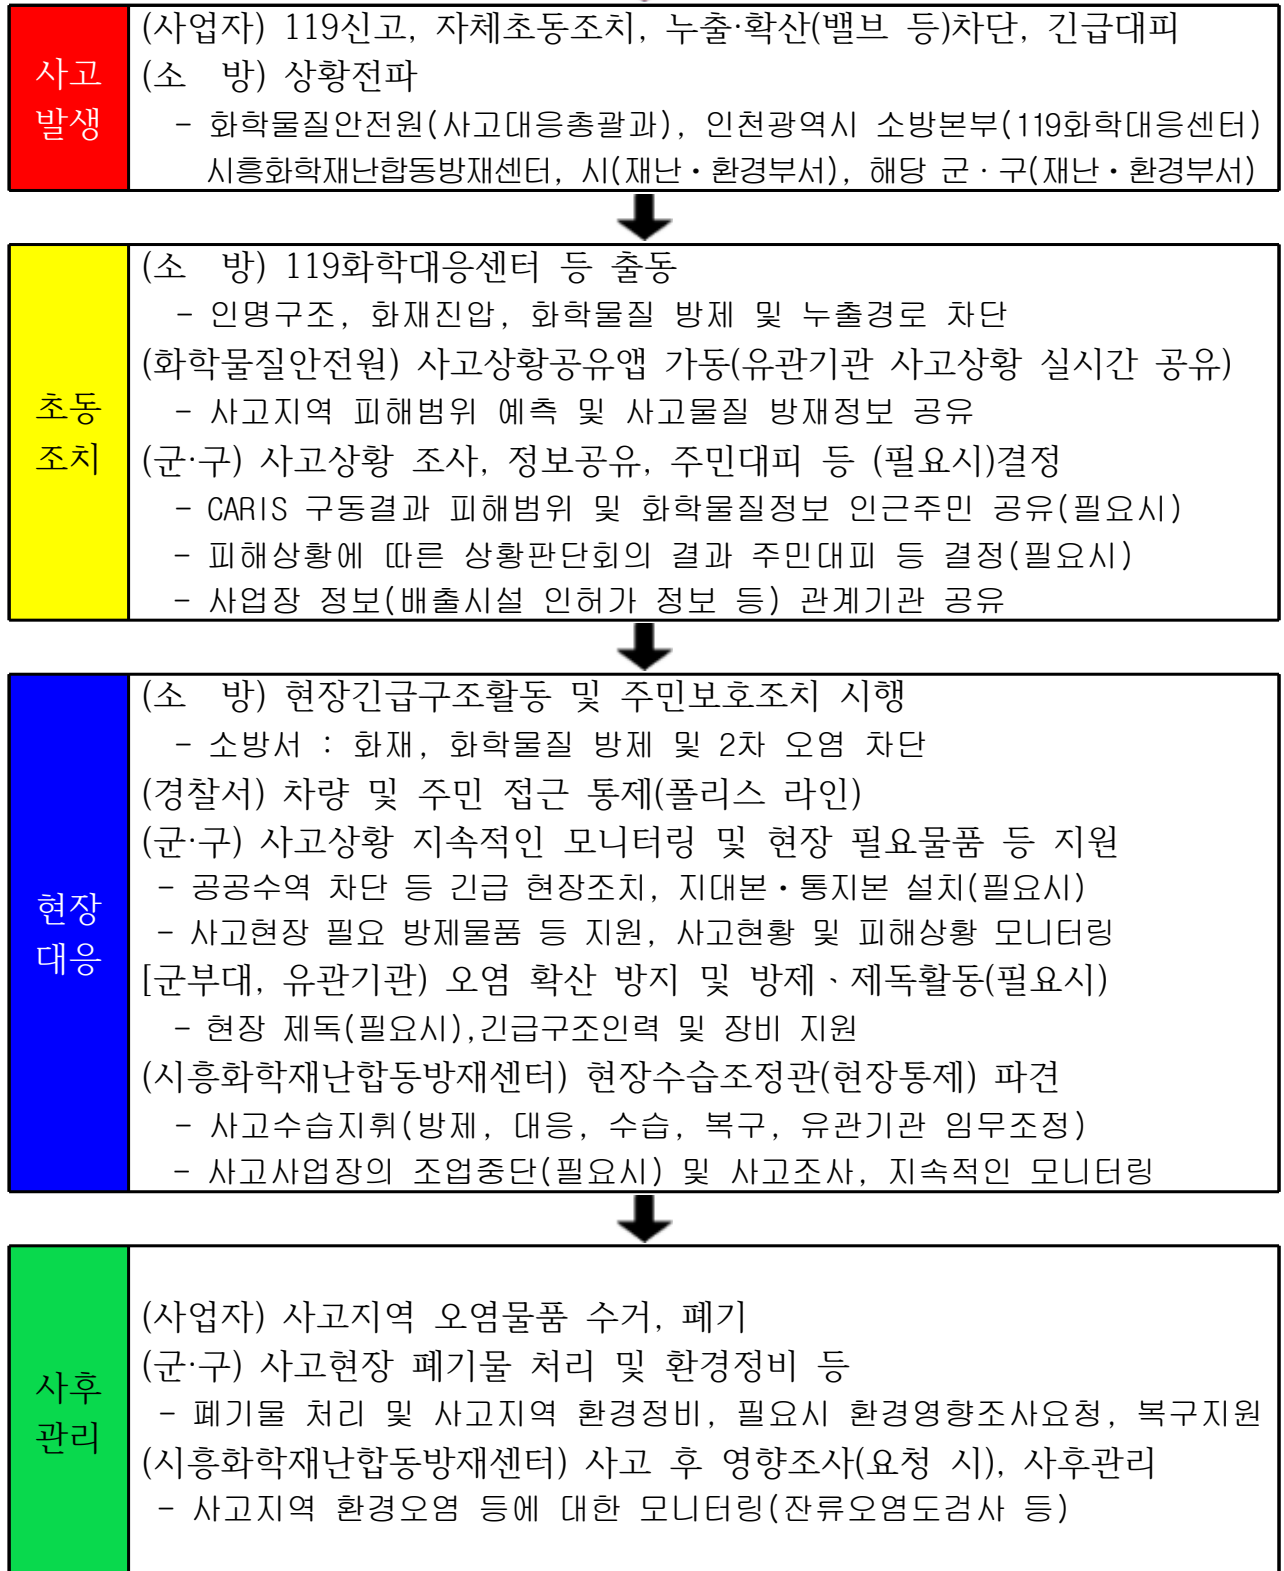 사고
발생
(사업자) 119신고, 자체초동조치, 누출·확산(밸브 등)차단, 긴급대피
(소 방) 상황전파
- 화학물질안전원(사고대응총괄과), 인천광역시 소방본부(119화학대응센터)
시흥화학재난합동방재센터, 시(재난・환경부서), 해당 군·구(재난・환경부서)
초동
조치
(소 방) 119화학대응센터 등 출동
- 인명구조, 화재진압, 화학물질 방제 및 누출경로 차단
(화학물질안전원) 사고상황공유앱 가동(유관기관 사고상황 실시간 공유)
- 사고지역 피해범위 예측 및 사고물질 방재정보 공유
(군·구) 사고상황 조사, 정보공유, 주민대피 등 (필요시)결정
- CARIS 구동결과 피해범위 및 화학물질정보 인근주민 공유(필요시)
- 피해상황에 따른 상황판단회의 결과 주민대피 등 결정(필요시)
- 사업장 정보(배출시설 인허가 정보 등) 관계기관 공유
현장
대응
(소 방) 현장긴급구조활동 및 주민보호조치 시행
- 소방서 : 화재, 화학물질 방제 및 2차 오염 차단
(경찰서) 차량 및 주민 접근 통제(폴리스 라인)
(군·구) 사고상황 지속적인 모니터링 및 현장 필요물품 등 지원
- 공공수역 차단 등 긴급 현장조치, 지대본・통지본 설치(필요시)
- 사고현장 필요 방제물품 등 지원, 사고현황 및 피해상황 모니터링
[군부대, 유관기관) 오염 확산 방지 및 방제、제독활동(필요시)
- 현장 제독(필요시),긴급구조인력 및 장비 지원
(시흥화학재난합동방재센터) 현장수습조정관(현장통제) 파견
- 사고수습지휘(방제, 대응, 수습, 복구, 유관기관 임무조정)
- 사고사업장의 조업중단(필요시) 및 사고조사, 지속적인 모니터링
사후
관리
(사업자) 사고지역 오염물품 수거, 폐기
(군·구) 사고현장 폐기물 처리 및 환경정비 등
- 폐기물 처리 및 사고지역 환경정비, 필요시 환경영향조사요청, 복구지원
(시흥화학재난합동방재센터) 사고 후 영향조사(요청 시), 사후관리
- 사고지역 환경오염 등에 대한 모니터링(잔류오염도검사 등)